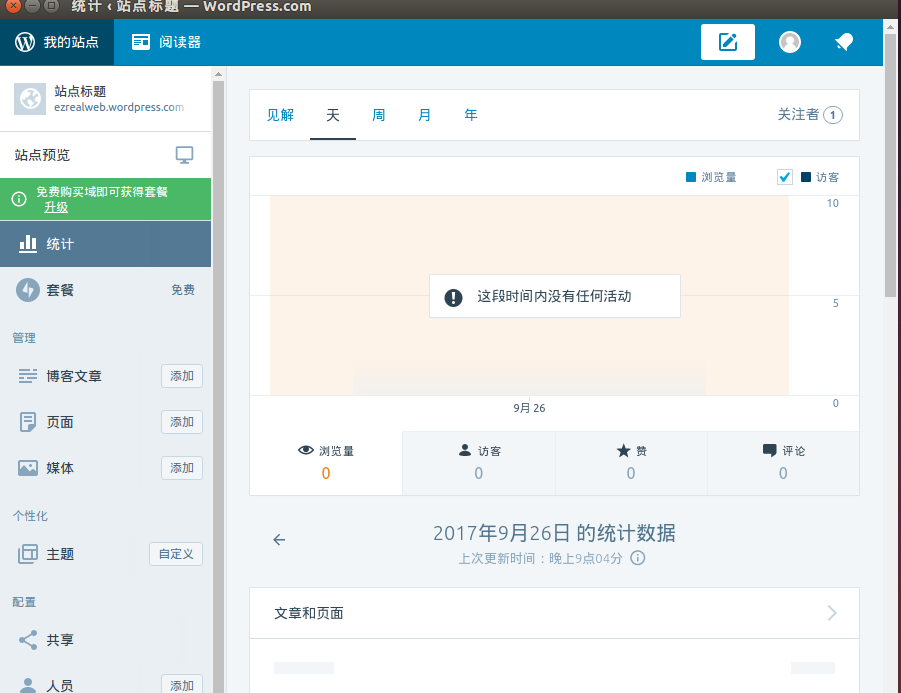 统计 ‹ 站点标题 — WordPress.com
我的站点
阅读器
站点标题
ezrealweb.wordpress.com
站点预览
免费购买域即可获得套餐
升级
统计
套餐
免费
管理
博客文章
添加
页面
添加
媒体
添加
个性化
主题
自定义
配置
共享
人员
添加
见解
天
周
月
年
关注者 1
浏览量
访客
10
5
0
这段时间内没有任何活动
9月 26
浏览量
0
访客
0
赞
0
评论
0
2017年9月26日 的统计数据
上次更新时间：晚上9点04分
文章和页面